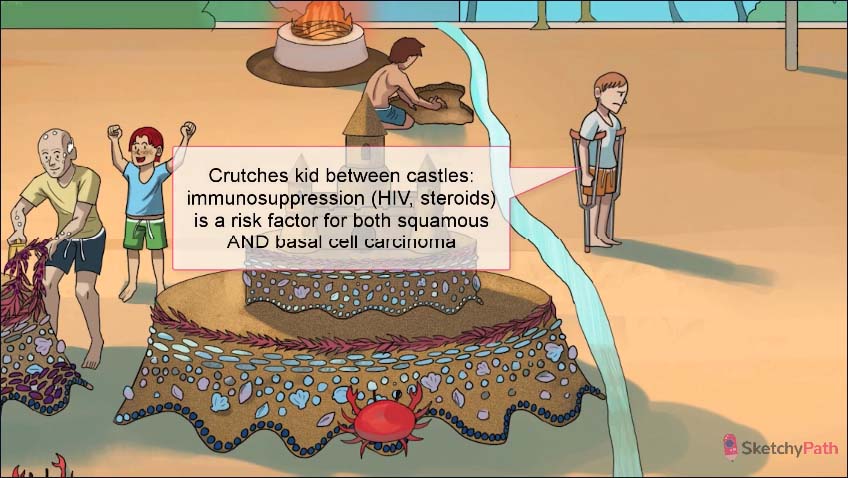 Crutches kid between castles:
immunosuppression (HIV, steroids)
is a risk factor for both squamous
AND basal cell carcinoma
SketchyPath